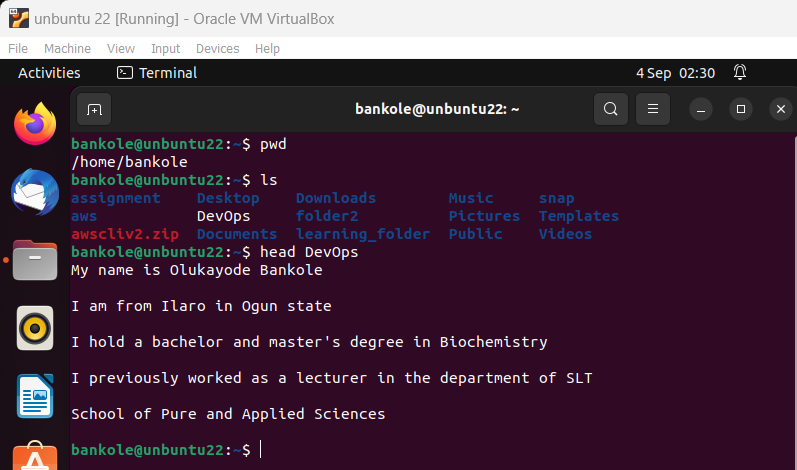 unbuntu 22 [Running] - Oracle VM VirtualBox
File Machine View Input Devices Help
Activities Terminal 4 Sep 02:30
bankole@unbuntu22: ~
bankole@unbuntu22:~$ pwd
/home/bankole
bankole@unbuntu22:~$ ls
assignment Desktop Downloads Music snap
aws DevOps folder2 Pictures Templates
awscliv2.zip Documents learning_folder Public Videos
bankole@unbuntu22:~$ head DevOps
My name is Olukayode Bankole
I am from Ilaro in Ogun state
I hold a bachelor and master's degree in Biochemistry
I previously worked as a lecturer in the department of SLT
School of Pure and Applied Sciences
bankole@unbuntu22:~$